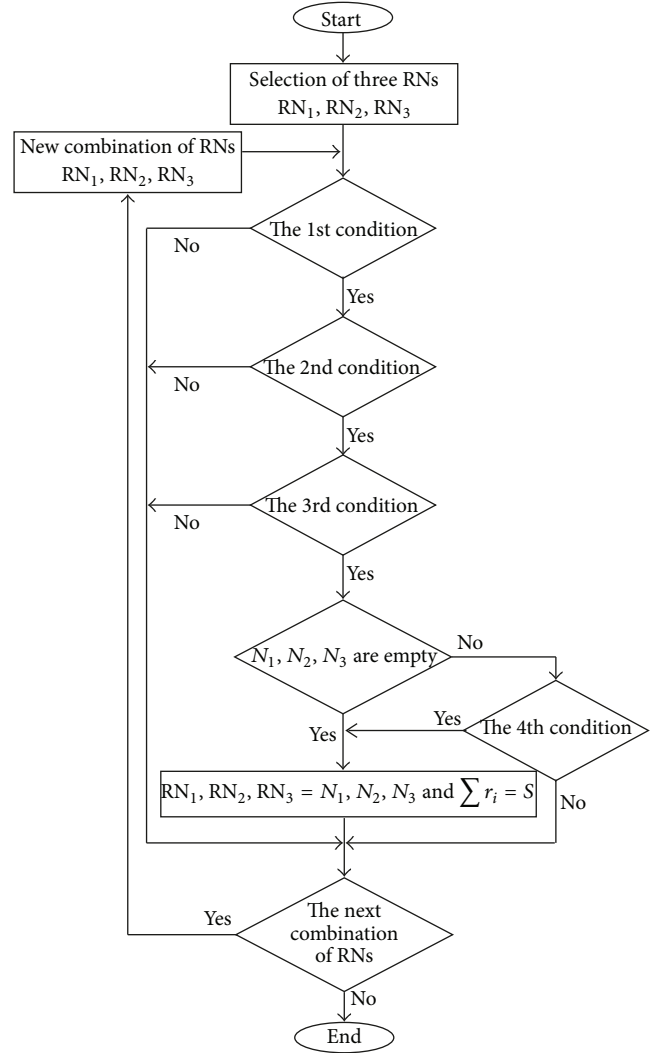 Start
Selection of three RNs
RN₁, RN₂, RN₃
New combination of RNs
RN₁, RN₂, RN₃
The 1st condition
No
Yes
The 2nd condition
No
Yes
The 3rd condition
No
Yes
N₁, N₂, N₃ are empty
No
Yes
Yes
The 4th condition
RN₁, RN₂, RN₃ = N₁, N₂, N₃ and ∑ rᵢ = S
No
Yes
The next
combination
of RNs
No
End